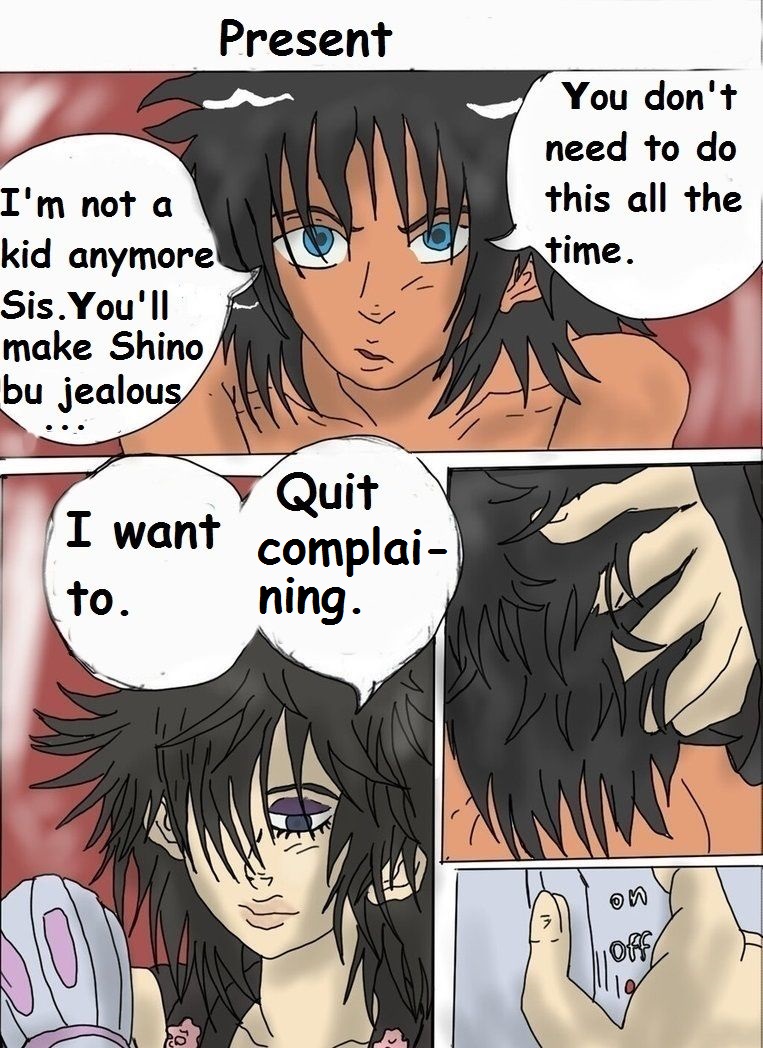 Present
I'm not a
kid anymore
Sis.You'll
make Shino
bu jealous
...
You don't
need to do
this all the
time.
I want
to.
Quit
complai-
ning.
on
off